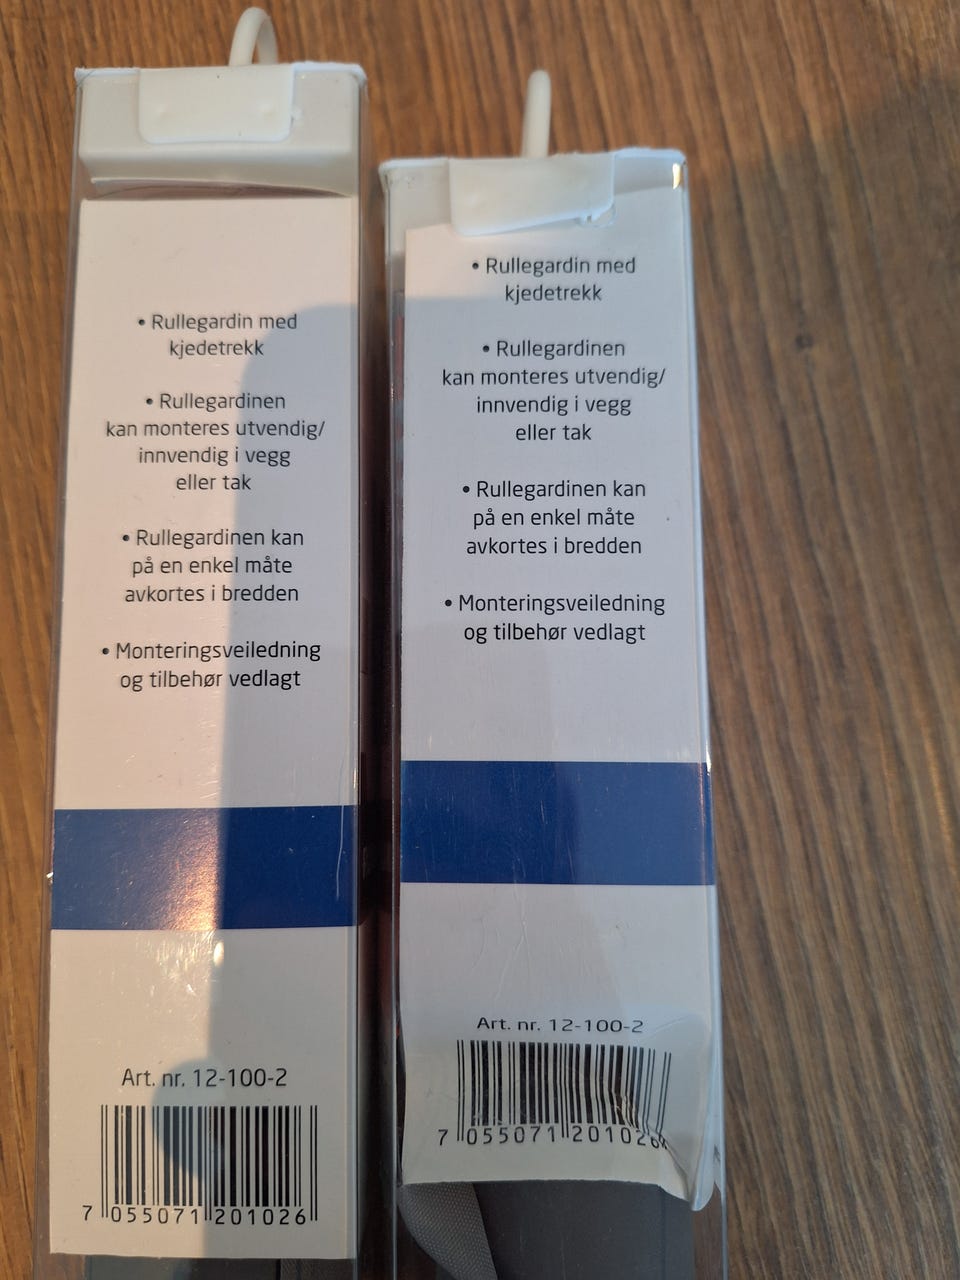 • Rullegardin med
kjedetrekk
• Rullegardinen
kan monteres utvendig/
innvendig i vegg
eller tak
• Rullegardinen kan
på en enkel måte
avkortes i bredden
• Monteringsveiledning
og tilbehør vedlagt
Art. nr. 12-100-2
7 055071 201026
• Rullegardin med
kjedetrekk
• Rullegardinen
kan monteres utvendig/
innvendig i vegg
eller tak
• Rullegardinen kan
på en enkel måte
avkortes i bredden
• Monteringsveiledning
og tilbehør vedlagt
Art. nr. 12-100-2
7 055071 201026